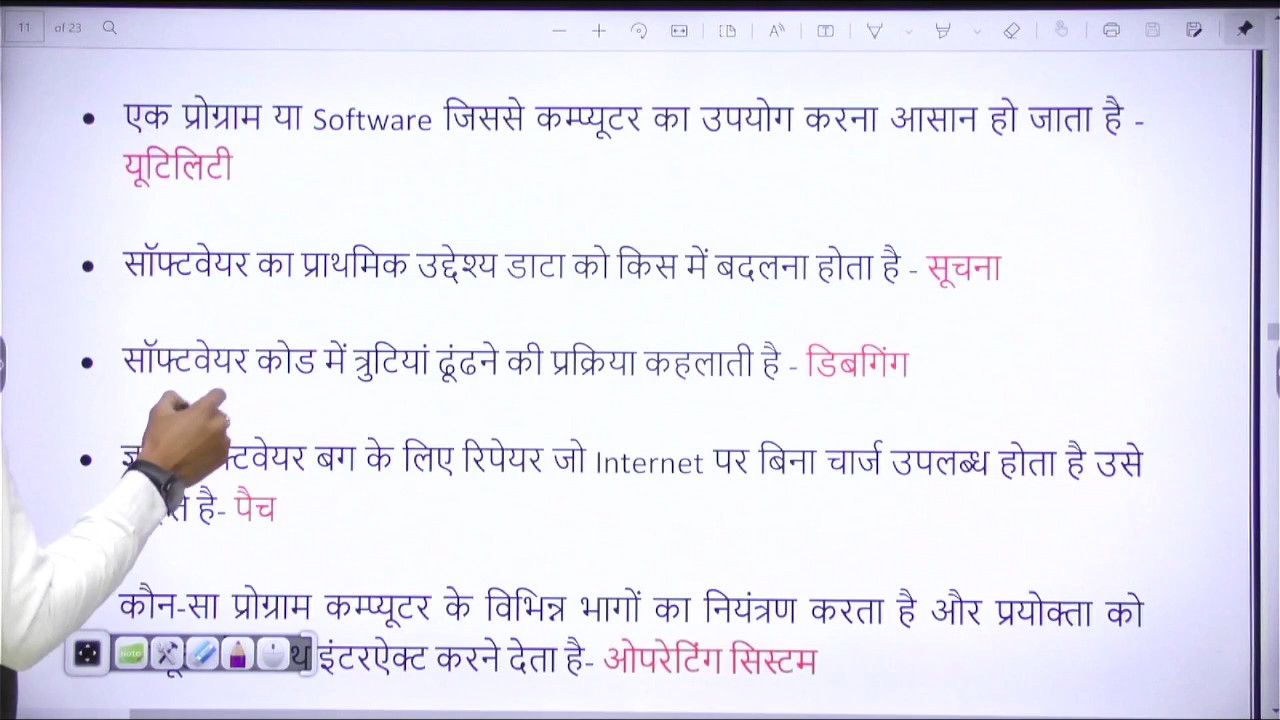 11 of 23
• एक प्रोग्राम या Software जिससे कम्प्यूटर का उपयोग करना आसान हो जाता है -
यूटिलिटी
• सॉफ्टवेयर का प्राथमिक उद्देश्य डाटा को किस में बदलना होता है - सूचना
• सॉफ्टवेयर कोड में त्रुटियां ढूंढने की प्रक्रिया कहलाती है - डिबगिंग
• बग के लिए रिपेयर जो Internet पर बिना चार्ज उपलब्ध होता है उसे
है- पैच
कौन-सा प्रोग्राम कम्प्यूटर के विभिन्न भागों का नियंत्रण करता है और प्रयोक्ता को
इंटरऐक्ट करने देता है- ओपरेटिंग सिस्टम